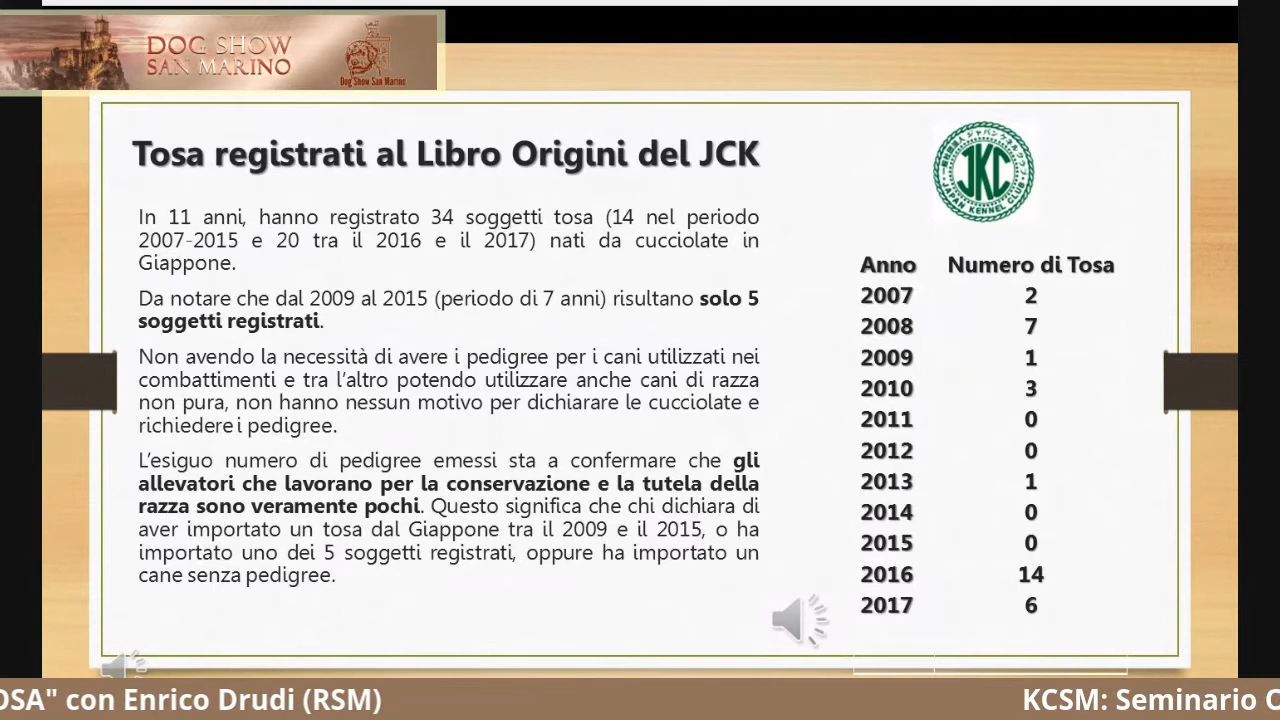 DOG SHOW
SAN MARINO
Dog Show San Marino
Tosa registrati al Libro Origini del JCK
In 11 anni, hanno registrato 34 soggetti tosa (14 nel periodo
2007-2015 e 20 tra il 2016 e il 2017) nati da cucciolate in
Giappone.
Da notare che dal 2009 al 2015 (periodo di 7 anni) risultano solo 5
soggetti registrati.
Non avendo la necessità di avere i pedigree per i cani utilizzati nei
combattimenti e tra l'altro potendo utilizzare anche cani di razza
non pura, non hanno nessun motivo per dichiarare le cucciolate e
richiedere i pedigree.
L'esiguo numero di pedigree emessi sta a confermare che gli
allevatori che lavorano per la conservazione e la tutela della
razza sono veramente pochi. Questo significa che chi dichiara di
aver importato un tosa dal Giappone tra il 2009 e il 2015, o ha
importato uno dei 5 soggetti registrati, oppure ha importato un
cane senza pedigree.
JKC
JAPAN KENNEL CLUB
Anno Numero di Tosa
2007 2
2008 7
2009 1
2010 3
2011 0
2012 0
2013 1
2014 0
2015 0
2016 14
2017 6
OSA" con Enrico Drudi (RSM) KCSM: Seminario